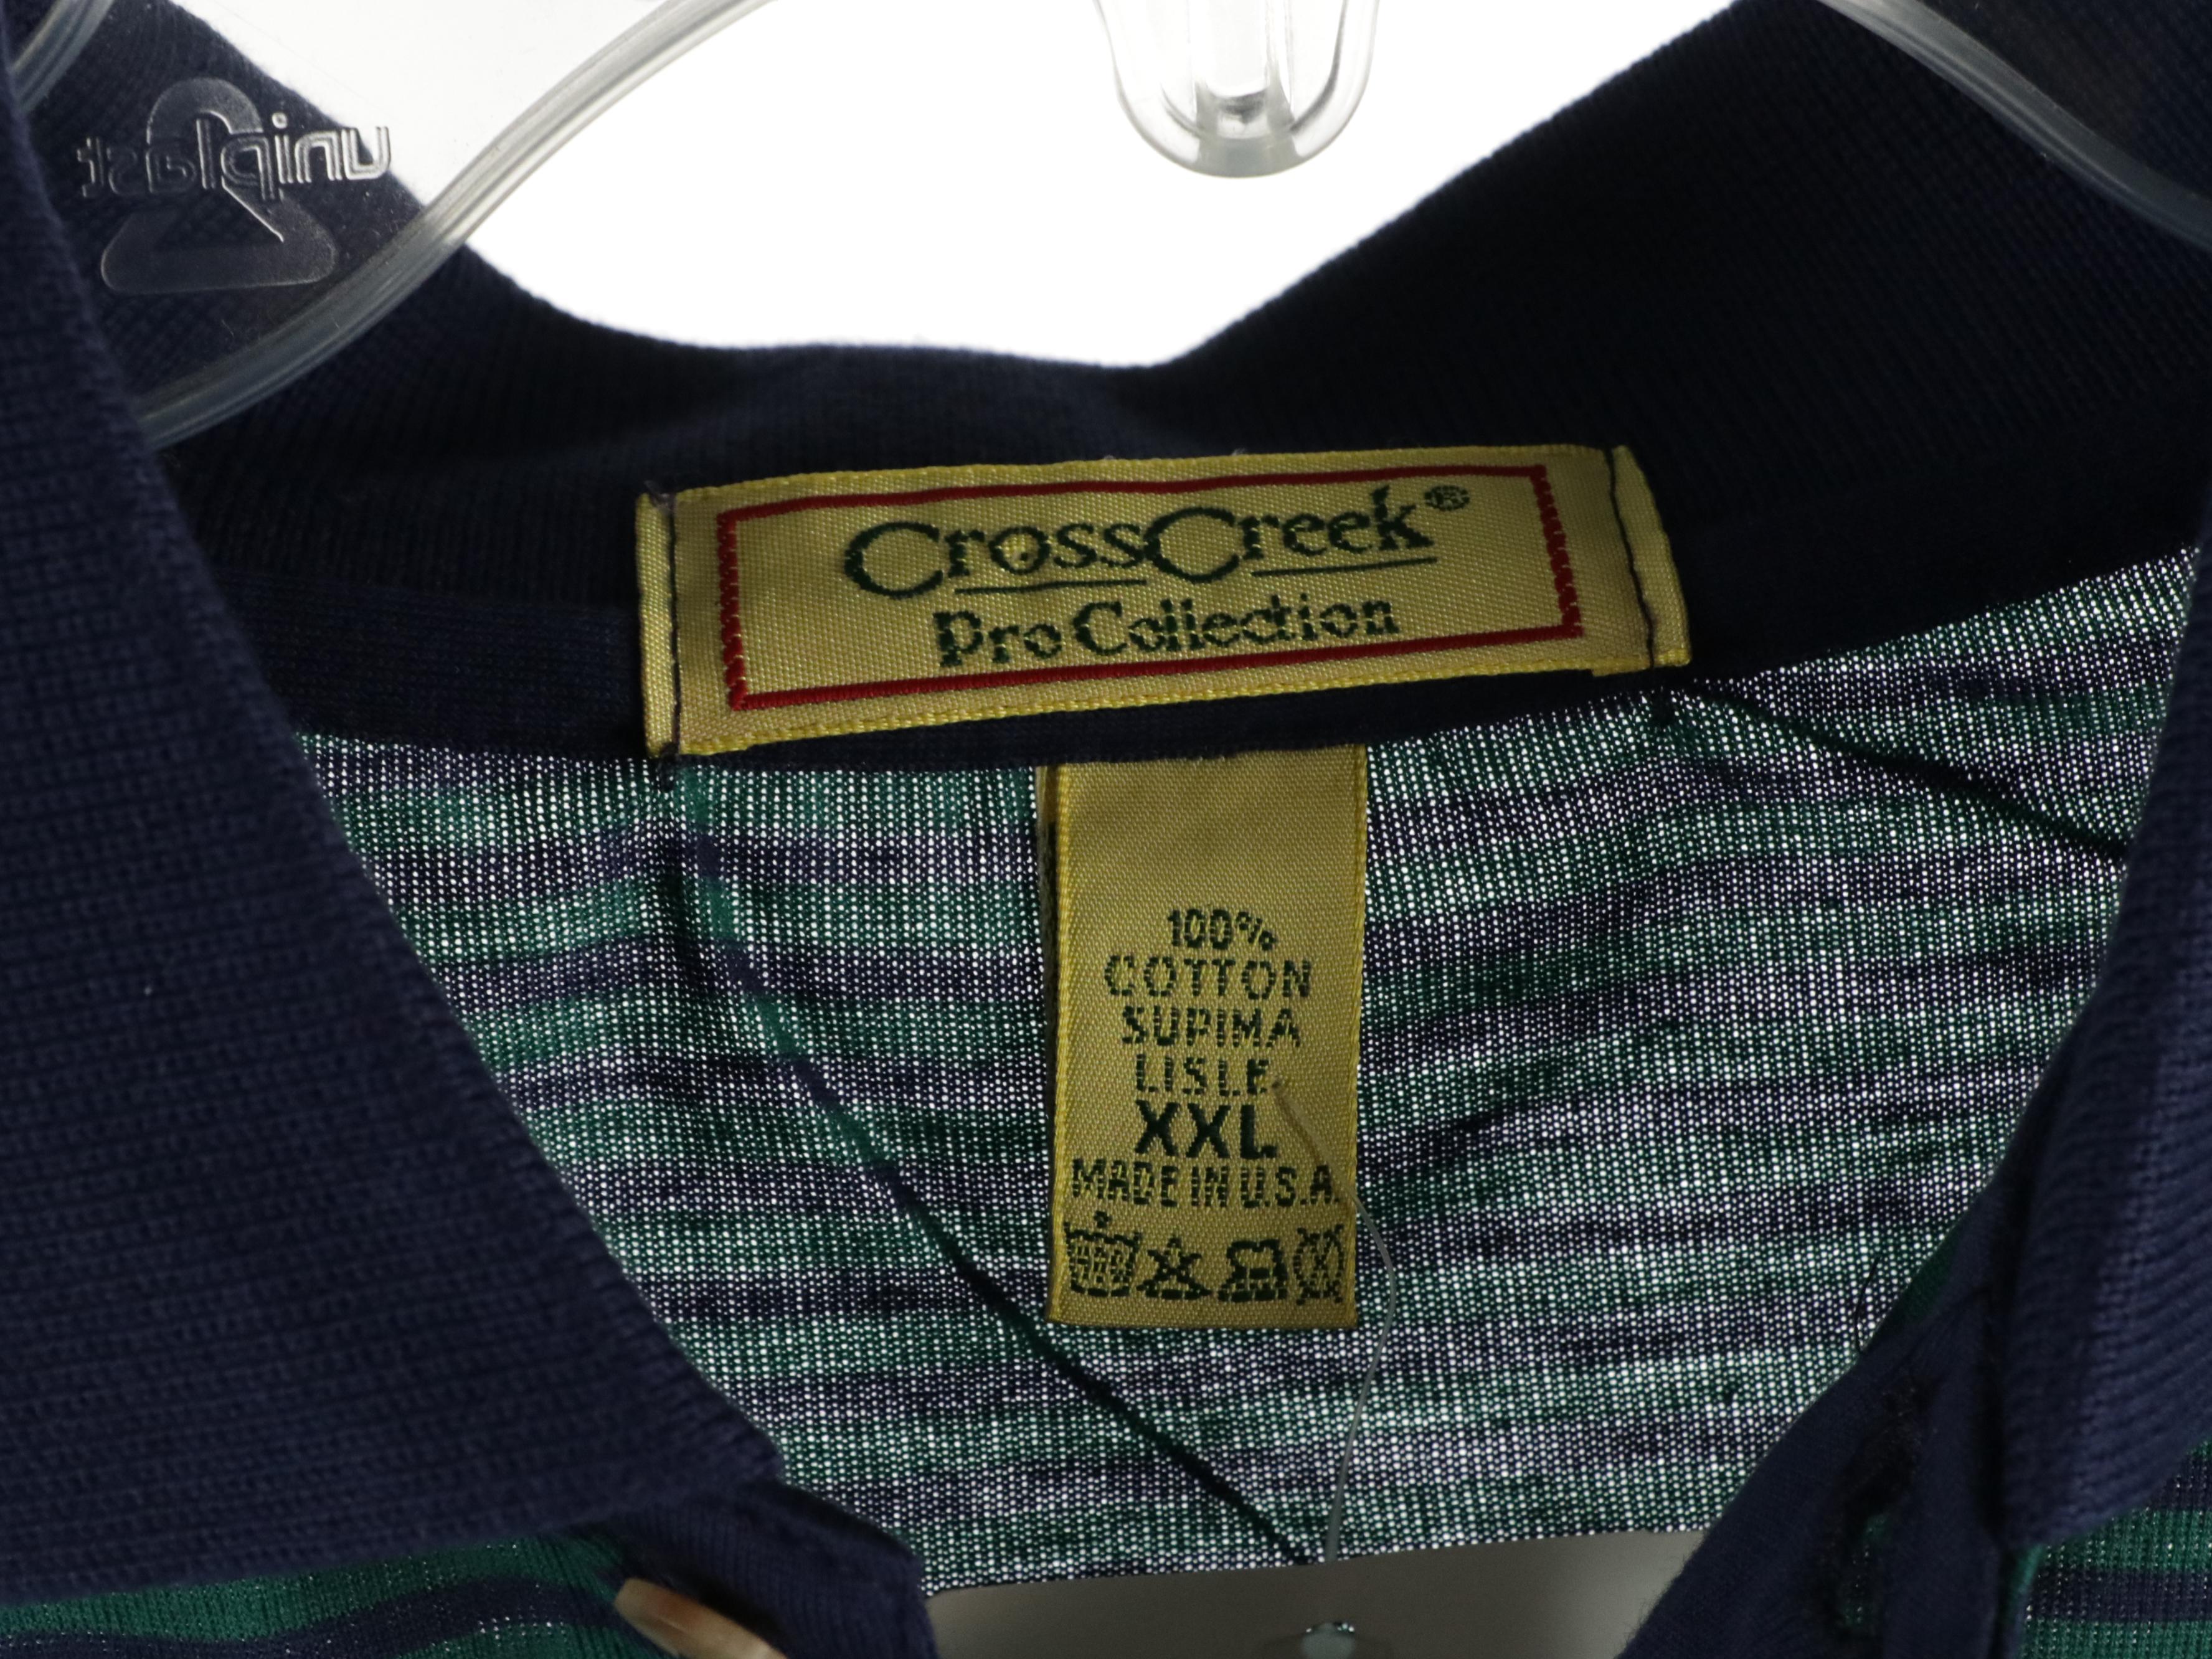 uniplast
CrossCreek®
Pro Collection
100%
COTTON
SUPIMA
LISLE
XXL
MADE IN U.S.A.